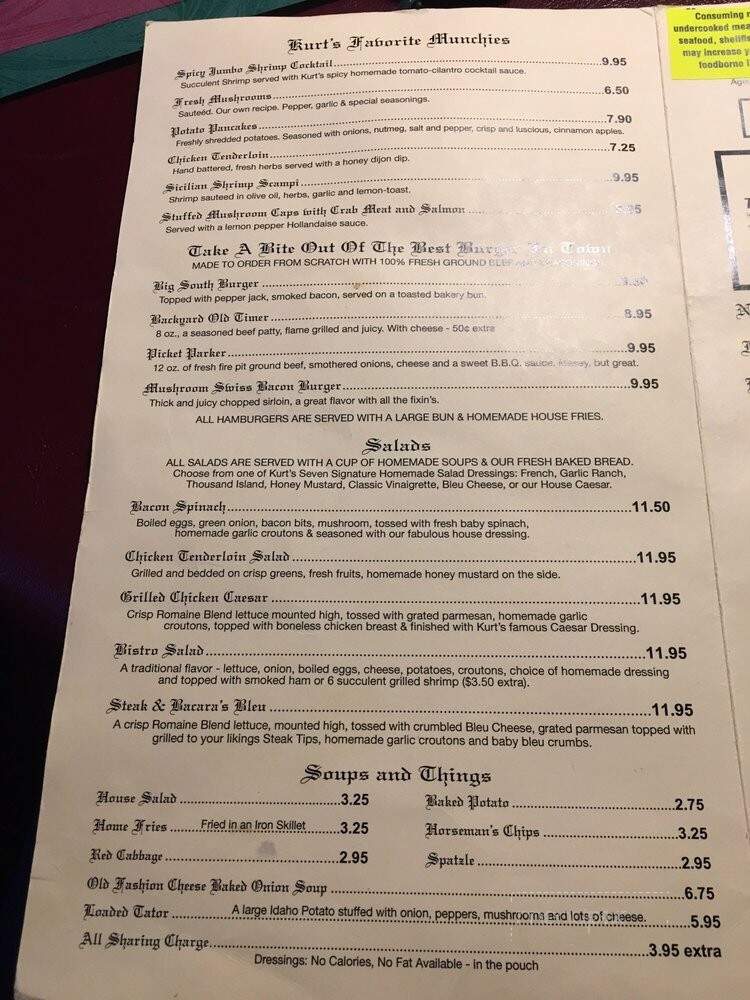 Kurt's Favorite Munchies
Spicy Jumbo Shrimp Cocktail 9.95
Succulent Shrimp served with Kurt's spicy homemade tomato-cilantro cocktail sauce.
Fresh Mushrooms 6.50
Sauteéd. Our own recipe. Pepper, garlic & special seasonings.
Potato Pancakes 7.90
Freshly shredded potatoes. Seasoned with onions, nutmeg, salt and pepper, crisp and luscious, cinnamon apples.
Chicken Tenderloin 7.25
Hand battered, fresh herbs served with a honey dijon dip.
Sicilian Shrimp Scampi 9.95
Shrimp sauteed in olive oil, herbs, garlic and lemon-toast.
Stuffed Mushroom Caps with Crab Meat and Salmon
Served with a lemon pepper Hollandaise sauce.
Take A Bite Out Of The Best Burger In Town
MADE TO ORDER FROM SCRATCH WITH 100% FRESH GROUND BEEF
Big South Burger
Topped with pepper jack, smoked bacon, served on a toasted bakery bun.
Backyard Old Timer 8.95
8 oz., a seasoned beef patty, flame grilled and juicy. With cheese - 50¢ extra
Picket Parker 9.95
12 oz. of fresh fire pit ground beef, smothered onions, cheese and a sweet B.B.Q. sauce. Messy, but great.
Mushroom Swiss Bacon Burger 9.95
Thick and juicy chopped sirloin, a great flavor with all the fixin's.
ALL HAMBURGERS ARE SERVED WITH A LARGE BUN & HOMEMADE HOUSE FRIES.
Salads
ALL SALADS ARE SERVED WITH A CUP OF HOMEMADE SOUPS & OUR FRESH BAKED BREAD.
Choose from one of Kurt's Seven Signature Homemade Salad Dressings: French, Garlic Ranch,
Thousand Island, Honey Mustard, Classic Vinaigrette, Bleu Cheese, or our House Caesar.
Bacon Spinach 11.50
Boiled eggs, green onion, bacon bits, mushroom, tossed with fresh baby spinach,
homemade garlic croutons & seasoned with our fabulous house dressing.
Chicken Tenderloin Salad 11.95
Grilled and bedded on crisp greens, fresh fruits, homemade honey mustard on the side.
Grilled Chicken Caesar 11.95
Crisp Romaine Blend lettuce mounted high, tossed with grated parmesan, homemade garlic
croutons, topped with boneless chicken breast & finished with Kurt's famous Caesar Dressing.
Bistro Salad 11.95
A traditional flavor - lettuce, onion, boiled eggs, cheese, potatoes, croutons, choice of homemade dressing
and topped with smoked ham or 6 succulent grilled shrimp ($3.50 extra).
Steak & Bacara's Bleu 11.95
A crisp Romaine Blend lettuce, mounted high, tossed with crumbled Bleu Cheese, grated parmesan topped with
grilled to your likings Steak Tips, homemade garlic croutons and baby bleu crumbs.
Soups and Things
House Salad 3.25
Home Fries Fried in an Iron Skillet 3.25
Red Cabbage 2.95
Baked Potato 2.75
Horseman's Chips 3.25
Spatzle 2.95
Old Fashion Cheese Baked Onion Soup 6.75
Loaded Tator A large Idaho Potato stuffed with onion, peppers, mushrooms and lots of cheese. 5.95
All Sharing Charge 3.95 extra
Dressings: No Calories, No Fat Available - in the pouch
Consuming
undercooked
seafood,
may increase
foodborne